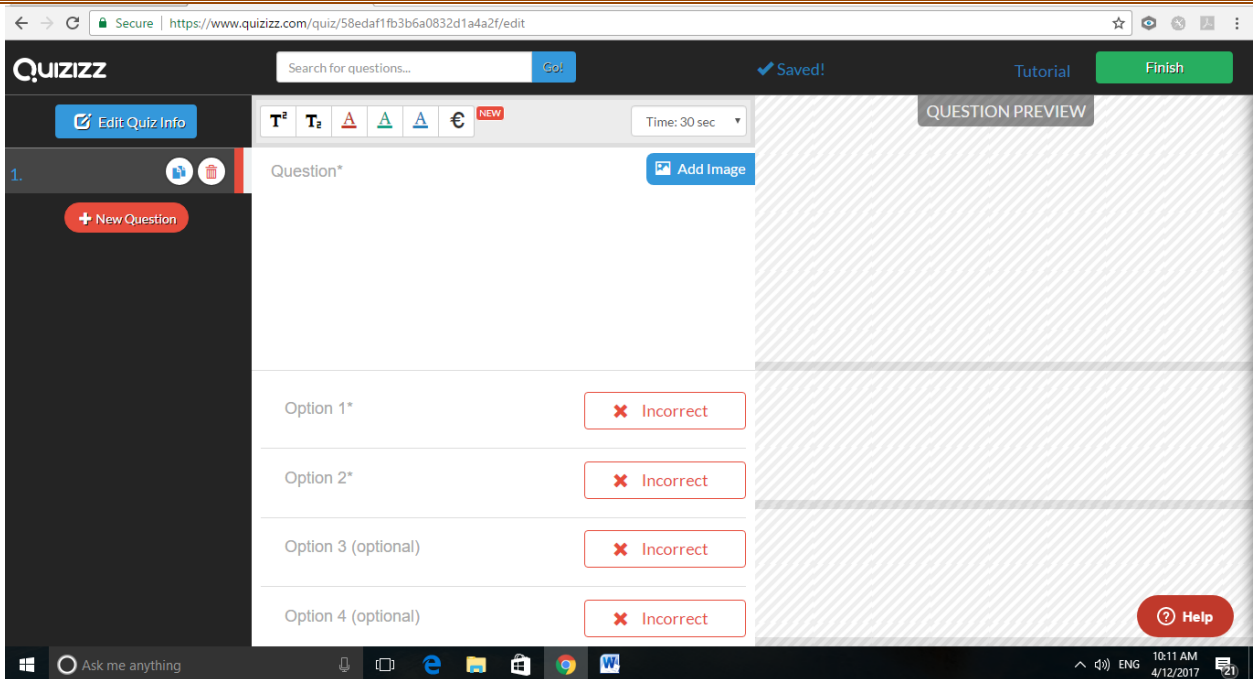 Secure | https://www.quizizz.com/quiz/58edaf1fb3b6a0832d1a4a2f/edit
Quizizz Search for questions... Go! Saved! Tutorial Finish
Edit Quiz Info T² T₂ A A A € NEW Time: 30 sec QUESTION PREVIEW
1. Question* Add Image
New Question
Option 1* Incorrect
Option 2* Incorrect
Option 3 (optional) Incorrect
Option 4 (optional) Incorrect
Help
Ask me anything ENG 10:11 AM
4/12/2017 21